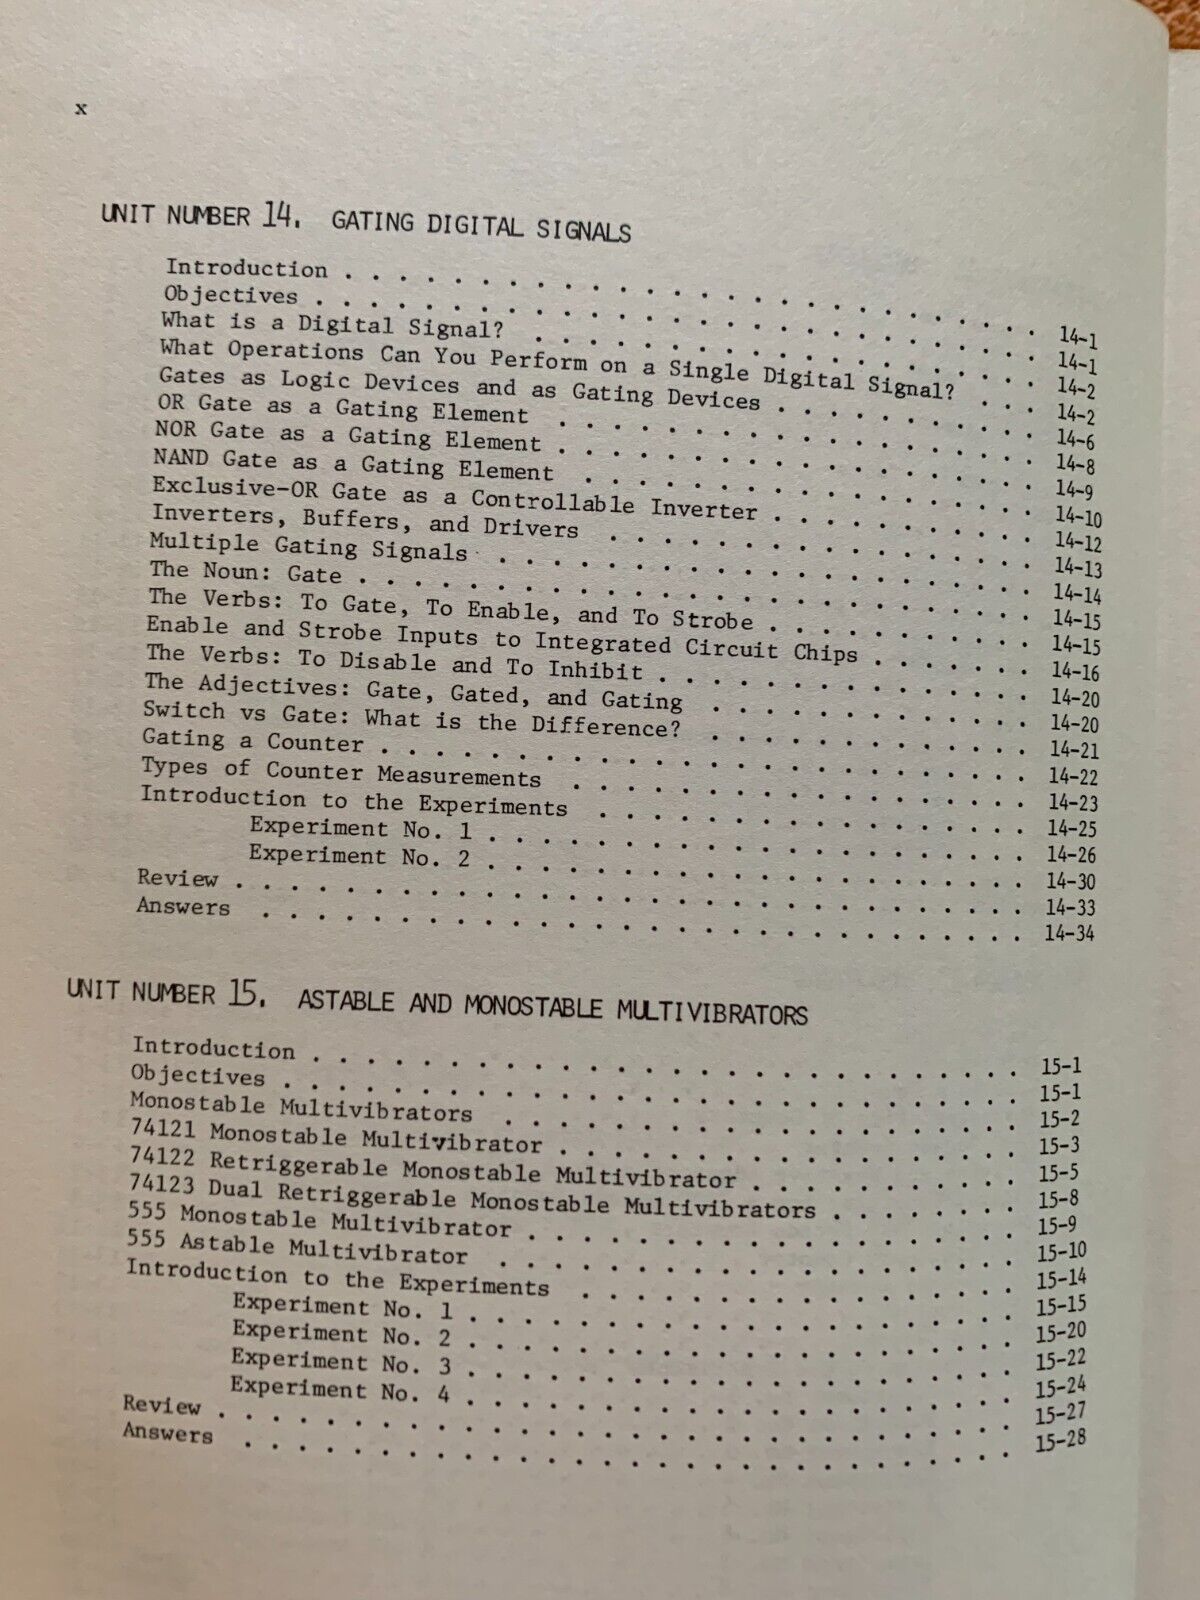 x
UNIT NUMBER 14. GATING DIGITAL SIGNALS
Introduction . . . . . . . . . . . . . . . . . . . . . . . . . . 14-1
Objectives . . . . . . . . . . . . . . . . . . . . . . . . . . . 14-1
What is a Digital Signal? . . . . . . . . . . . . . . . . . . . 14-2
What Operations Can You Perform on a Single Digital Signal? . . . 14-2
Gates as Logic Devices and as Gating Devices . . . . . . . . . . 14-6
OR Gate as a Gating Element . . . . . . . . . . . . . . . . . . 14-8
NOR Gate as a Gating Element . . . . . . . . . . . . . . . . . . 14-9
NAND Gate as a Gating Element . . . . . . . . . . . . . . . . . 14-10
Exclusive-OR Gate as a Controllable Inverter . . . . . . . . . . 14-12
Inverters, Buffers, and Drivers . . . . . . . . . . . . . . . . 14-13
Multiple Gating Signals . . . . . . . . . . . . . . . . . . . . 14-14
The Noun: Gate . . . . . . . . . . . . . . . . . . . . . . . . . 14-15
The Verbs: To Gate, To Enable, and To Strobe . . . . . . . . . . 14-15
Enable and Strobe Inputs to Integrated Circuit Chips . . . . . . 14-16
The Verbs: To Disable and To Inhibit . . . . . . . . . . . . . . 14-20
The Adjectives: Gate, Gated, and Gating . . . . . . . . . . . . 14-20
Switch vs Gate: What is the Difference? . . . . . . . . . . . . 14-21
Gating a Counter . . . . . . . . . . . . . . . . . . . . . . . . 14-22
Types of Counter Measurements . . . . . . . . . . . . . . . . . 14-23
Introduction to the Experiments . . . . . . . . . . . . . . . . 14-25
Experiment No. 1 . . . . . . . . . . . . . . . . . . . . 14-26
Experiment No. 2 . . . . . . . . . . . . . . . . . . . . 14-30
Review . . . . . . . . . . . . . . . . . . . . . . . . . . . . . 14-33
Answers . . . . . . . . . . . . . . . . . . . . . . . . . . . . 14-34
UNIT NUMBER 15. ASTABLE AND MONOSTABLE MULTIVIBRATORS
Introduction . . . . . . . . . . . . . . . . . . . . . . . . . . 15-1
Objectives . . . . . . . . . . . . . . . . . . . . . . . . . . . 15-1
Monostable Multivibrators . . . . . . . . . . . . . . . . . . . 15-2
74121 Monostable Multivibrator . . . . . . . . . . . . . . . . . 15-3
74122 Retriggerable Monostable Multivibrator . . . . . . . . . . 15-5
74123 Dual Retriggerable Monostable Multivibrators . . . . . . . 15-8
555 Monostable Multivibrator . . . . . . . . . . . . . . . . . . 15-9
555 Astable Multivibrator . . . . . . . . . . . . . . . . . . . 15-10
Introduction to the Experiments . . . . . . . . . . . . . . . . 15-14
Experiment No. 1 . . . . . . . . . . . . . . . . . . . . 15-15
Experiment No. 2 . . . . . . . . . . . . . . . . . . . . 15-20
Experiment No. 3 . . . . . . . . . . . . . . . . . . . . 15-22
Experiment No. 4 . . . . . . . . . . . . . . . . . . . . 15-24
Review . . . . . . . . . . . . . . . . . . . . . . . . . . . . . 15-27
Answers . . . . . . . . . . . . . . . . . . . . . . . . . . . . 15-28